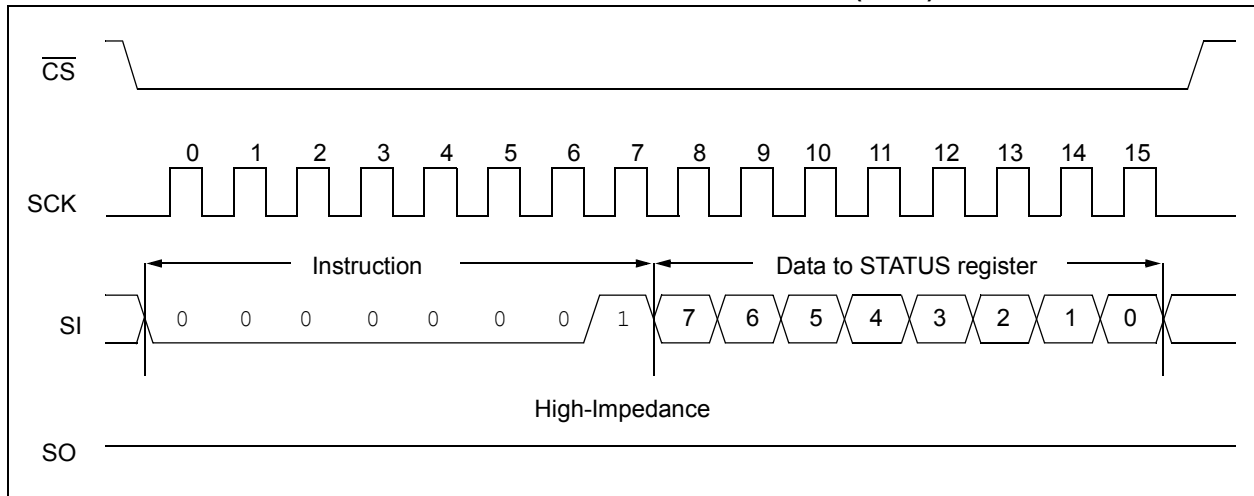 CS
0 1 2 3 4 5 6 7 8 9 10 11 12 13 14 15
SCK
Instruction Data to STATUS register
SI 0 0 0 0 0 0 0 1 7 6 5 4 3 2 1 0
High-Impedance
SO